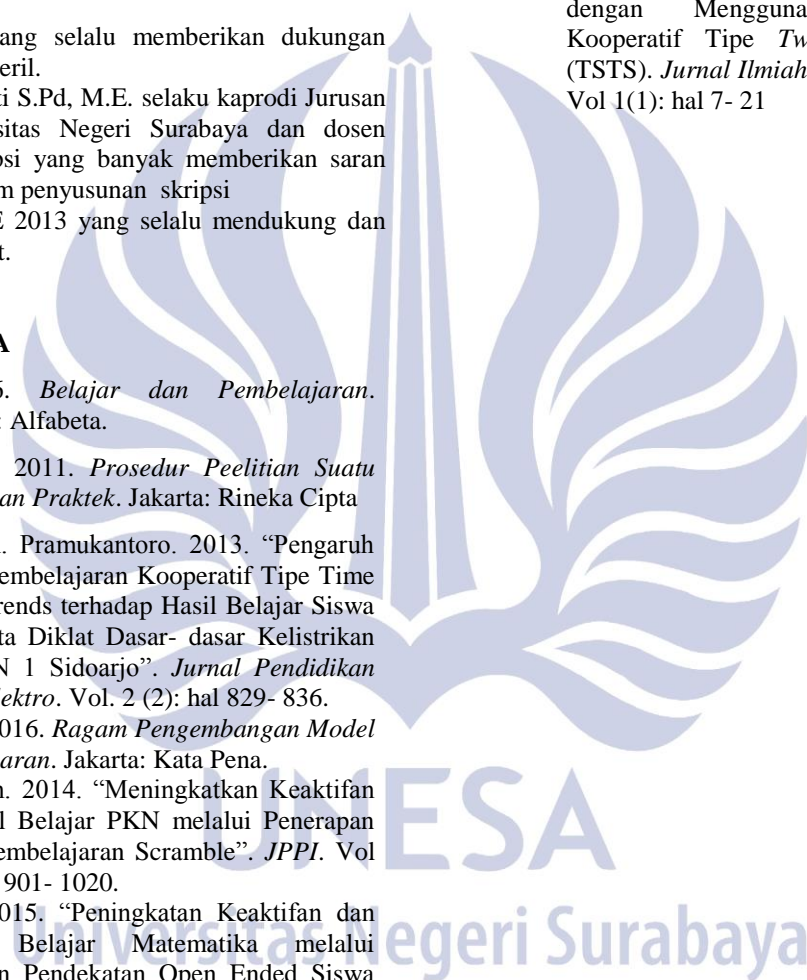 ang selalu memberikan dukungan
eril.
ti S.Pd, M.E. selaku kaprodi Jurusan
sitas Negeri Surabaya dan dosen
psi yang banyak memberikan saran
m penyusunan skripsi
E 2013 yang selalu mendukung dan
t.
A
6. Belajar dan Pembelajaran.
: Alfabeta.
2011. Prosedur Peelitian Suatu
an Praktek. Jakarta: Rineka Cipta
. Pramukantoro. 2013. “Pengaruh
embelajaran Kooperatif Tipe Time
rends terhadap Hasil Belajar Siswa
ta Diklat Dasar- dasar Kelistrikan
N 1 Sidoarjo”. Jurnal Pendidikan
lektro. Vol. 2 (2): hal 829- 836.
016. Ragam Pengembangan Model
aran. Jakarta: Kata Pena.
n. 2014. “Meningkatkan Keaktifan
l Belajar PKN melalui Penerapan
embelajaran Scramble”. JPPI. Vol
901- 1020.
015. “Peningkatan Keaktifan dan
Belajar Matematika melalui
n Pendekatan Open Ended Siswa
dengan Mengguna
Kooperatif Tipe Tw
(TSTS). Jurnal Ilmiah
Vol 1(1): hal 7- 21
UNESA
Universitas Negeri Surabaya